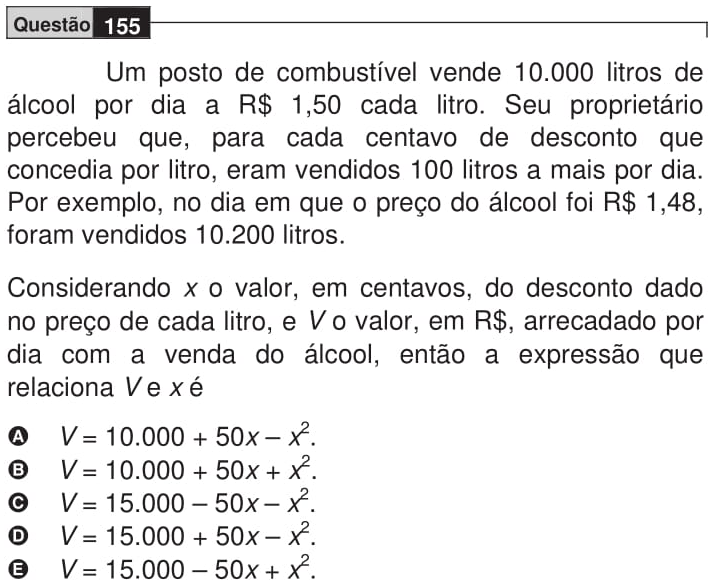 Questão 155
Um posto de combustível vende 10.000 litros de
álcool por dia a R$ 1,50 cada litro. Seu proprietário
percebeu que, para cada centavo de desconto que
concedia por litro, eram vendidos 100 litros a mais por dia.
Por exemplo, no dia em que o preço do álcool foi R$ 1,48,
foram vendidos 10.200 litros.
Considerando x o valor, em centavos, do desconto dado
no preço de cada litro, e V o valor, em R$, arrecadado por
dia com a venda do álcool, então a expressão que
relaciona V e x é
A V = 10.000 + 50x – x².
B V = 10.000 + 50x + x².
C V = 15.000 – 50x – x².
D V = 15.000 + 50x – x².
E V = 15.000 – 50x + x².